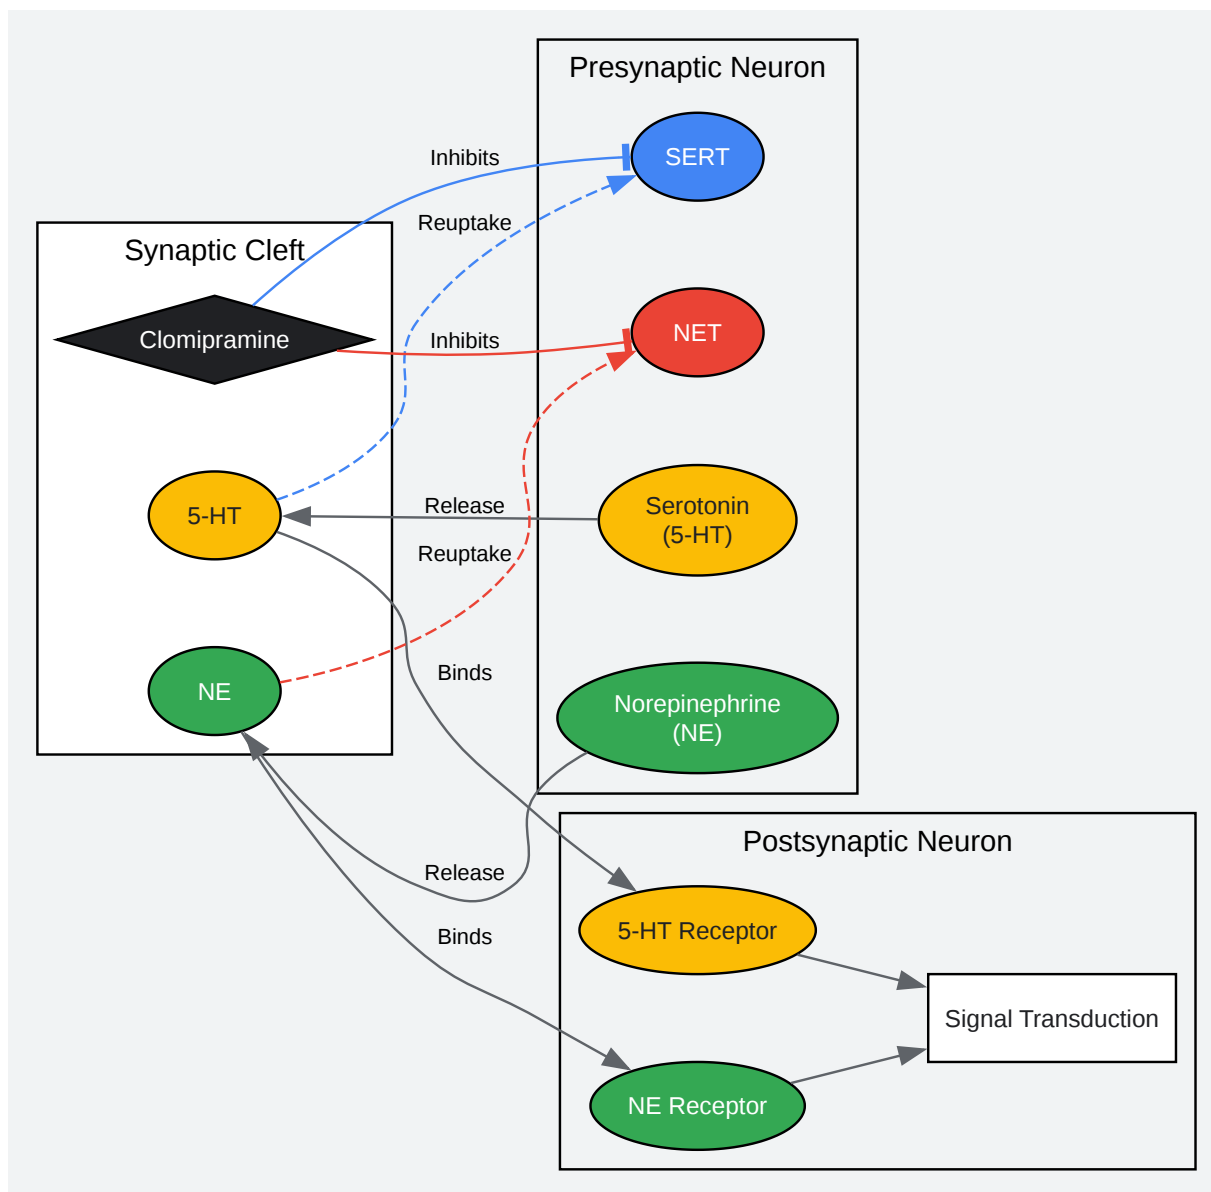 Presynaptic Neuron
SERT
Inhibits
Reuptake
Synaptic Cleft
Clomipramine
Inhibits
NET
5-HT
Release
Serotonin
(5-HT)
Reuptake
NE
Binds
Norepinephrine
(NE)
Postsynaptic Neuron
Release
5-HT Receptor
Binds
Signal Transduction
NE Receptor